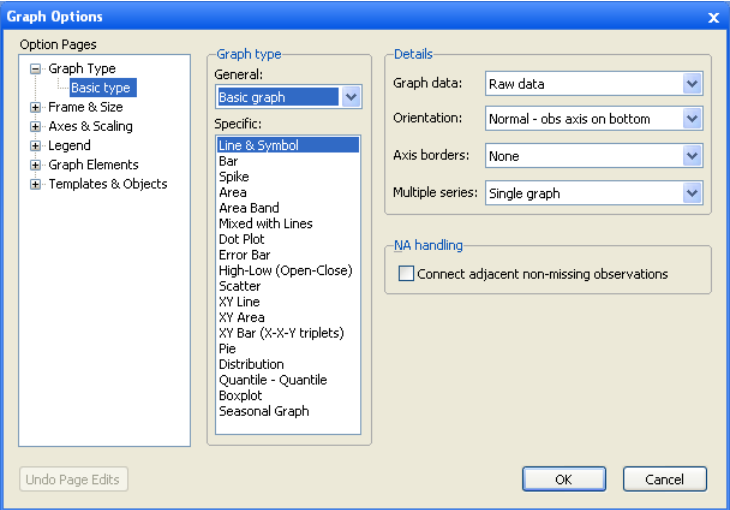 Graph Options
Option Pages
Graph Type
Basic type
Frame & Size
Axes & Scaling
Legend
Graph Elements
Templates & Objects
Graph type
General:
Basic graph
Specific:
Line & Symbol
Bar
Spike
Area
Area Band
Mixed with Lines
Dot Plot
Error Bar
High-Low (Open-Close)
Scatter
XY Line
XY Area
XY Bar (X-X-Y triplets)
Pie
Distribution
Quantile - Quantile
Boxplot
Seasonal Graph
Details
Graph data: Raw data
Orientation: Normal - obs axis on bottom
Axis borders: None
Multiple series: Single graph
NA handling
Connect adjacent non-missing observations
Undo Page Edits
OK
Cancel